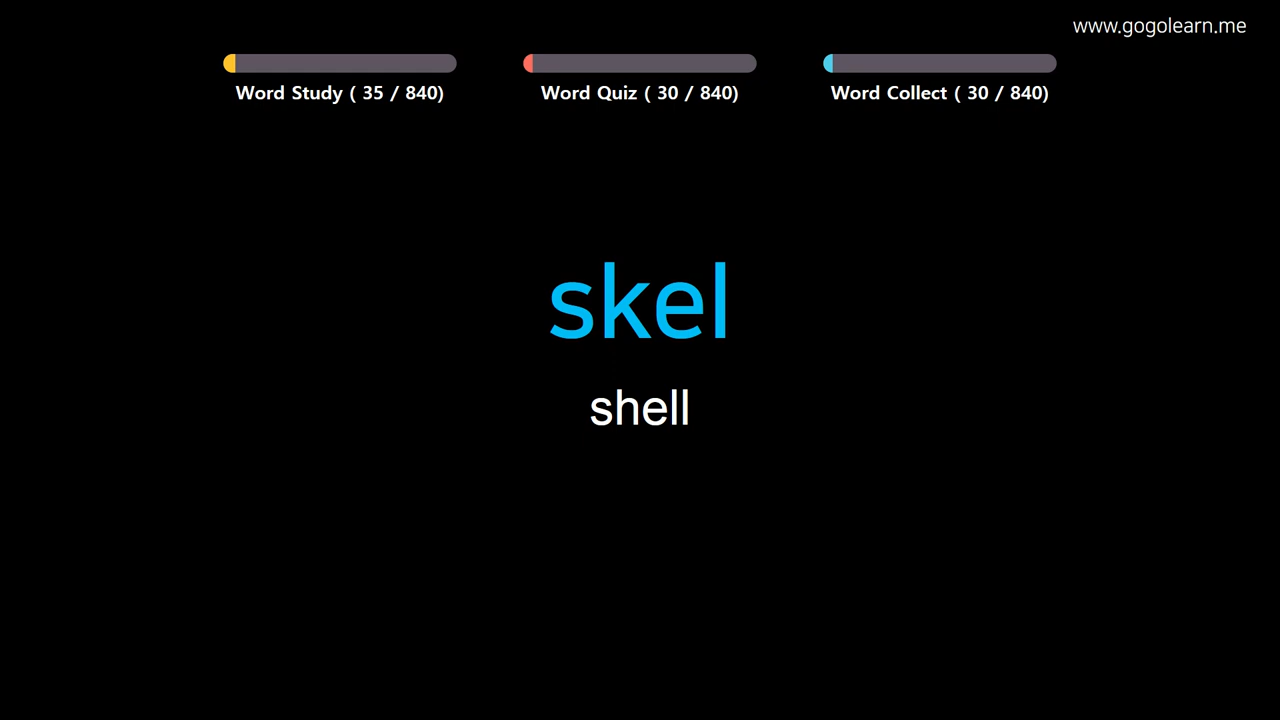 www.gogolearn.me
Word Study ( 35 / 840)
Word Quiz ( 30 / 840)
Word Collect ( 30 / 840)
skel
shell